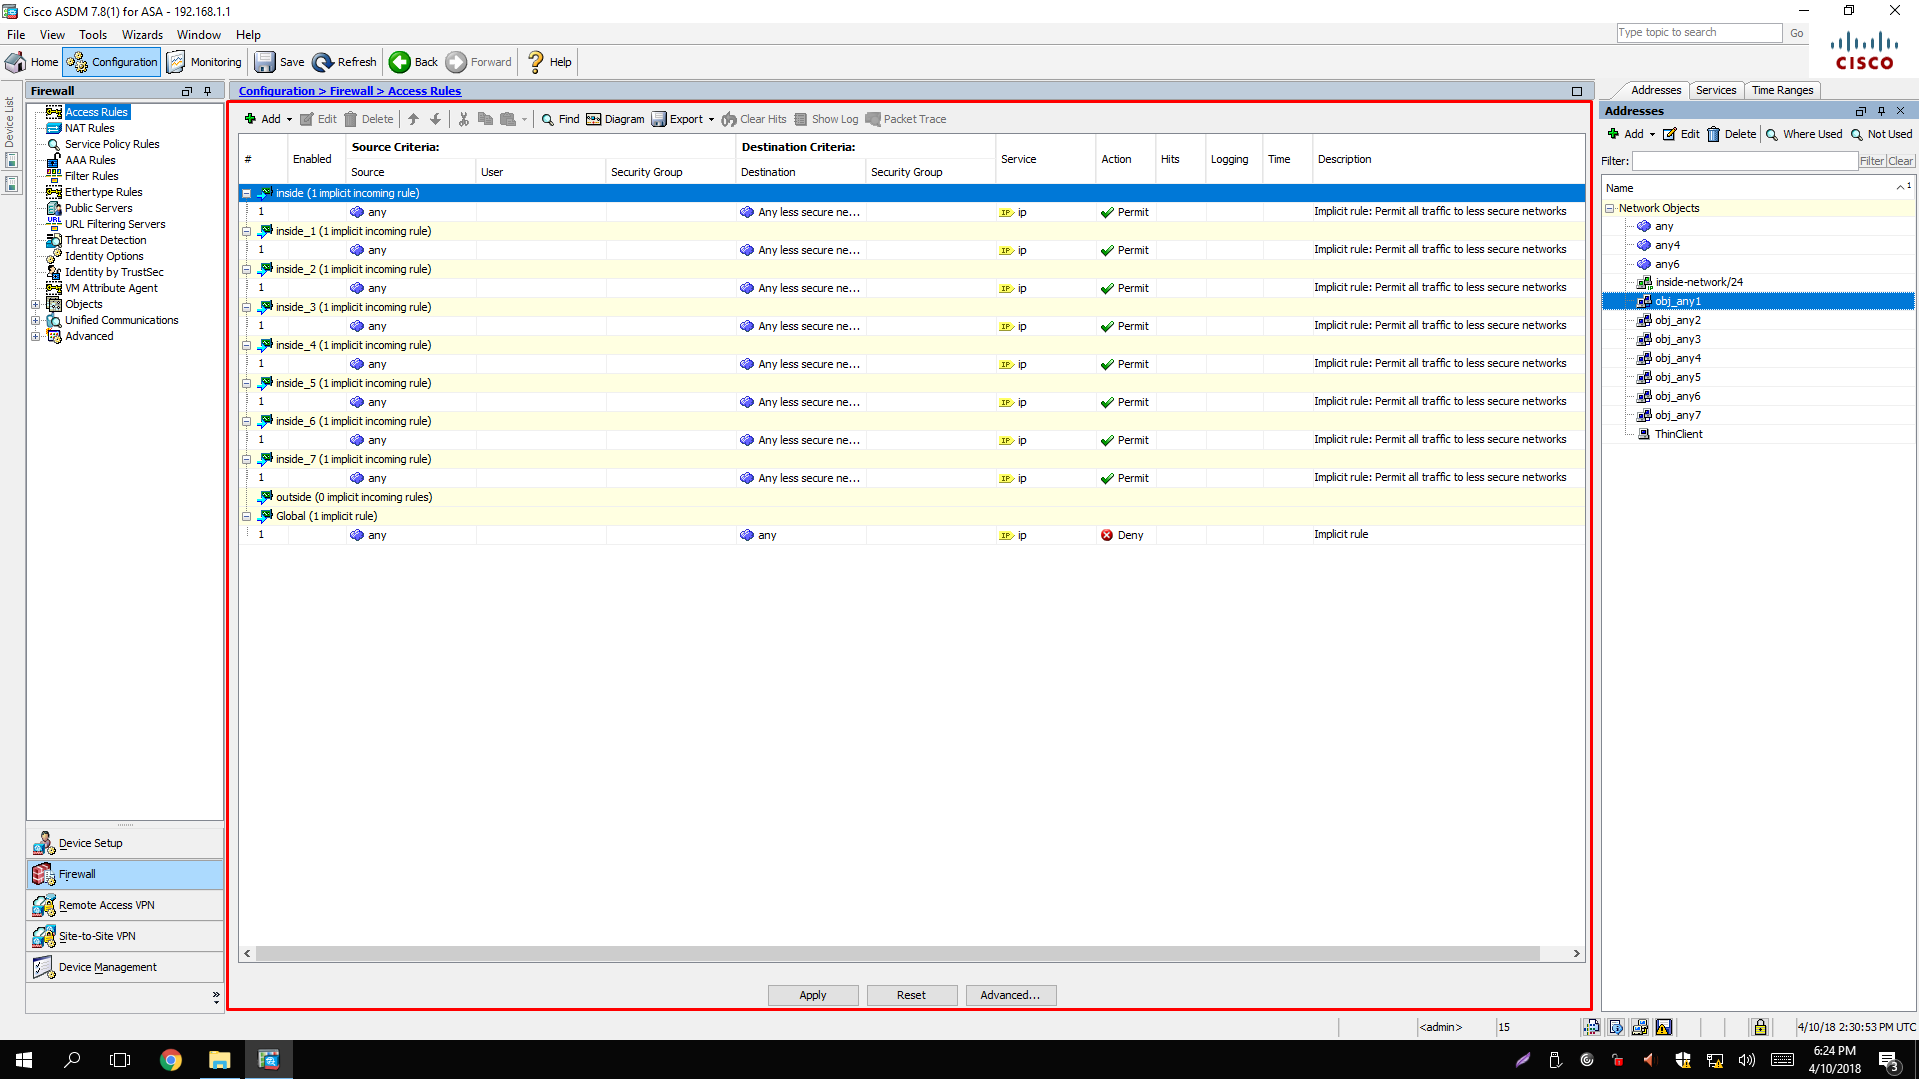 Cisco ASDM 7.8(1) for ASA - 192.168.1.1
File View Tools Wizards Window Help
Type topic to search Go
CISCO
Home Configuration Monitoring Save Refresh Back Forward Help
Device List
Firewall
Access Rules
NAT Rules
Service Policy Rules
AAA Rules
Filter Rules
Ethertype Rules
Public Servers
URL Filtering Servers
Threat Detection
Identity Options
Identity by TrustSec
VM Attribute Agent
Objects
Unified Communications
Advanced
Device Setup
Firewall
Remote Access VPN
Site-to-Site VPN
Device Management
Configuration > Firewall > Access Rules
Add Edit Delete Find Diagram Export Clear Hits Show Log Packet Trace
# Enabled Source Criteria: Destination Criteria: Service Action Hits Logging Time Description
Source User Security Group Destination Security Group
inside (1 implicit incoming rule)
1 any Any less secure ne... IP ip Permit Implicit rule: Permit all traffic to less secure networks
inside_1 (1 implicit incoming rule)
1 any Any less secure ne... IP ip Permit Implicit rule: Permit all traffic to less secure networks
inside_2 (1 implicit incoming rule)
1 any Any less secure ne... IP ip Permit Implicit rule: Permit all traffic to less secure networks
inside_3 (1 implicit incoming rule)
1 any Any less secure ne... IP ip Permit Implicit rule: Permit all traffic to less secure networks
inside_4 (1 implicit incoming rule)
1 any Any less secure ne... IP ip Permit Implicit rule: Permit all traffic to less secure networks
inside_5 (1 implicit incoming rule)
1 any Any less secure ne... IP ip Permit Implicit rule: Permit all traffic to less secure networks
inside_6 (1 implicit incoming rule)
1 any Any less secure ne... IP ip Permit Implicit rule: Permit all traffic to less secure networks
inside_7 (1 implicit incoming rule)
1 any Any less secure ne... IP ip Permit Implicit rule: Permit all traffic to less secure networks
outside (0 implicit incoming rules)
Global (1 implicit rule)
1 any any IP ip Deny Implicit rule
Apply Reset Advanced...
Addresses Services Time Ranges
Addresses
Add Edit Delete Where Used Not Used
Filter: Filter Clear
Name 1
Network Objects
any
any4
any6
inside-network/24
obj_any1
obj_any2
obj_any3
obj_any4
obj_any5
obj_any6
obj_any7
ThinClient
<admin> 15 4/10/18 2:30:53 PM UTC
6:24 PM
4/10/2018
3